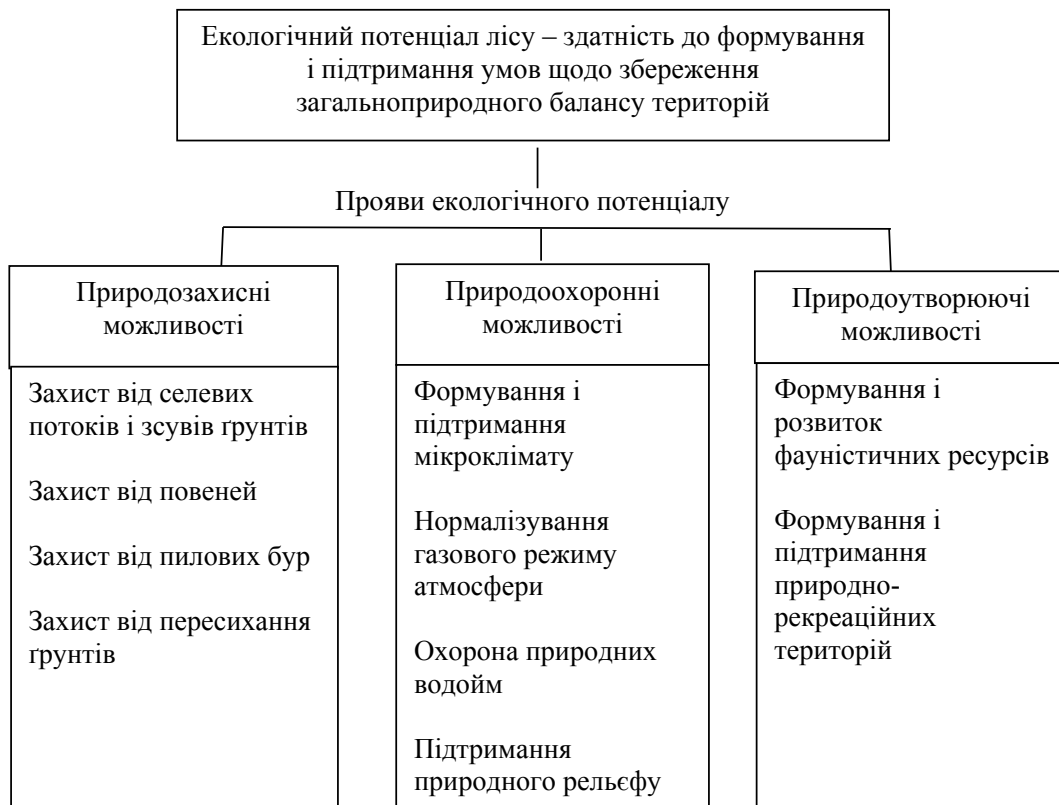 Екологічний потенціал лісу – здатність до формування
і підтримання умов щодо збереження
загальноприродного балансу територій
Прояви екологічного потенціалу
Природозахисні
можливості
Захист від селевих
потоків і зсувів ґрунтів
Захист від повеней
Захист від пилових бур
Захист від пересихання
ґрунтів
Природоохоронні
можливості
Формування і
підтримання
мікроклімату
Нормалізування
газового режиму
атмосфери
Охорона природних
водойм
Підтримання
природного рельєфу
Природоутворюючі
можливості
Формування і
розвиток
фауністичних ресурсів
Формування і
підтримання
природно-
рекреаційних
територій